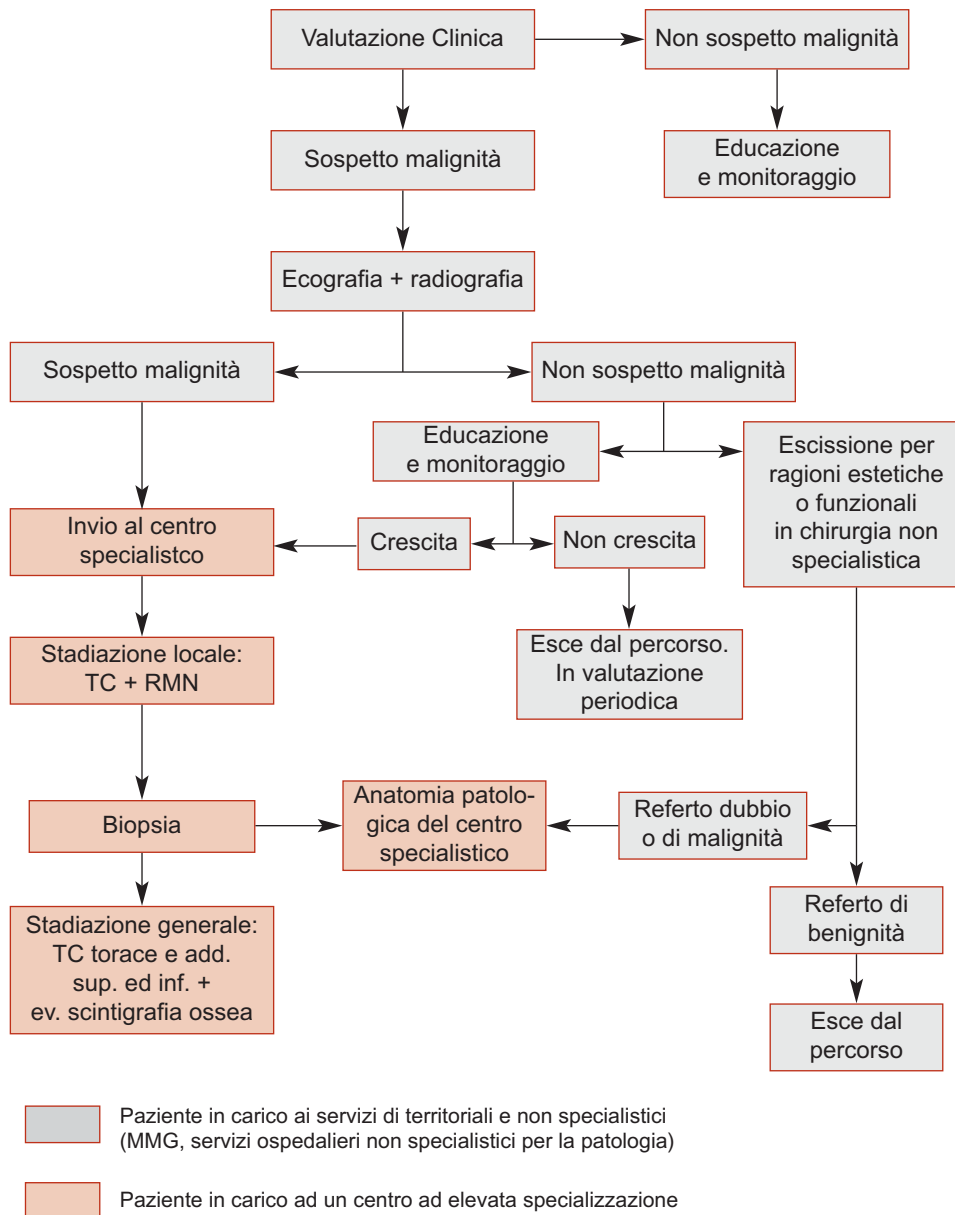 Valutazione Clinica
Non sospetto malignità
Sospetto malignità
Educazione
e monitoraggio
Ecografia + radiografia
Sospetto malignità
Non sospetto malignità
Educazione
e monitoraggio
Escissione per
ragioni estetiche
o funzionali
in chirurgia non
specialistica
Invio al centro
specialistco
Crescita
Non crescita
Stadiazione locale:
TC + RMN
Esce dal percorso.
In valutazione
periodica
Biopsia
Anatomia patolo-
gica del centro
specialistico
Referto dubbio
o di malignità
Stadiazione generale:
TC torace e add.
sup. ed inf. +
ev. scintigrafia ossea
Referto di
benignità
Esce dal
percorso
Paziente in carico ai servizi di territoriali e non specialistici
(MMG, servizi ospedalieri non specialistici per la patologia)
Paziente in carico ad un centro ad elevata specializzazione